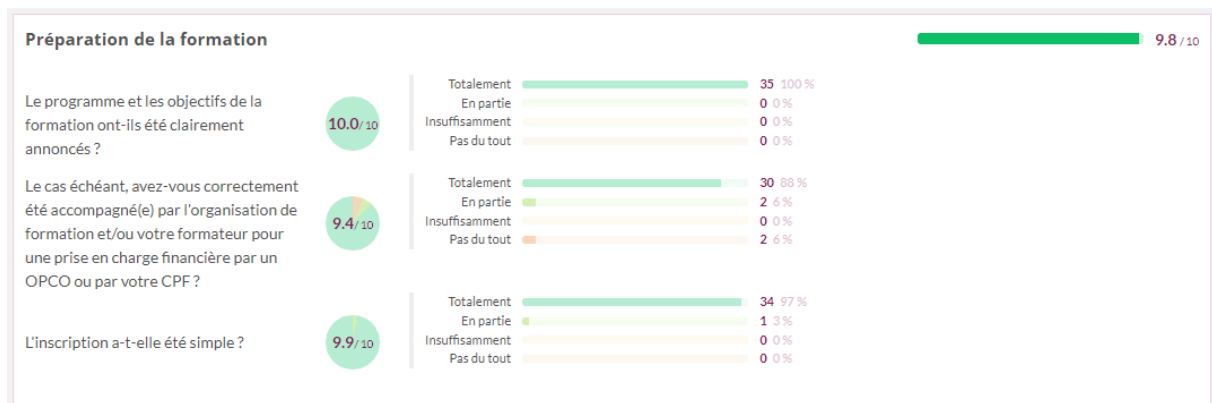 Préparation de la formation
9.8 / 10
Le programme et les objectifs de la
formation ont-ils été clairement
annoncés ?
10.0/ 10
Totalement 35 100 %
En partie 0 0 %
Insuffisamment 0 0 %
Pas du tout 0 0 %
Le cas échéant, avez-vous correctement
été accompagné(e) par l'organisation de
formation et/ou votre formateur pour
une prise en charge financière par un
OPCO ou par votre CPF ?
9.4/ 10
Totalement 30 88 %
En partie 2 6 %
Insuffisamment 0 0 %
Pas du tout 2 6 %
L'inscription a-t-elle été simple ?
9.9/ 10
Totalement 34 97 %
En partie 1 3 %
Insuffisamment 0 0 %
Pas du tout 0 0 %